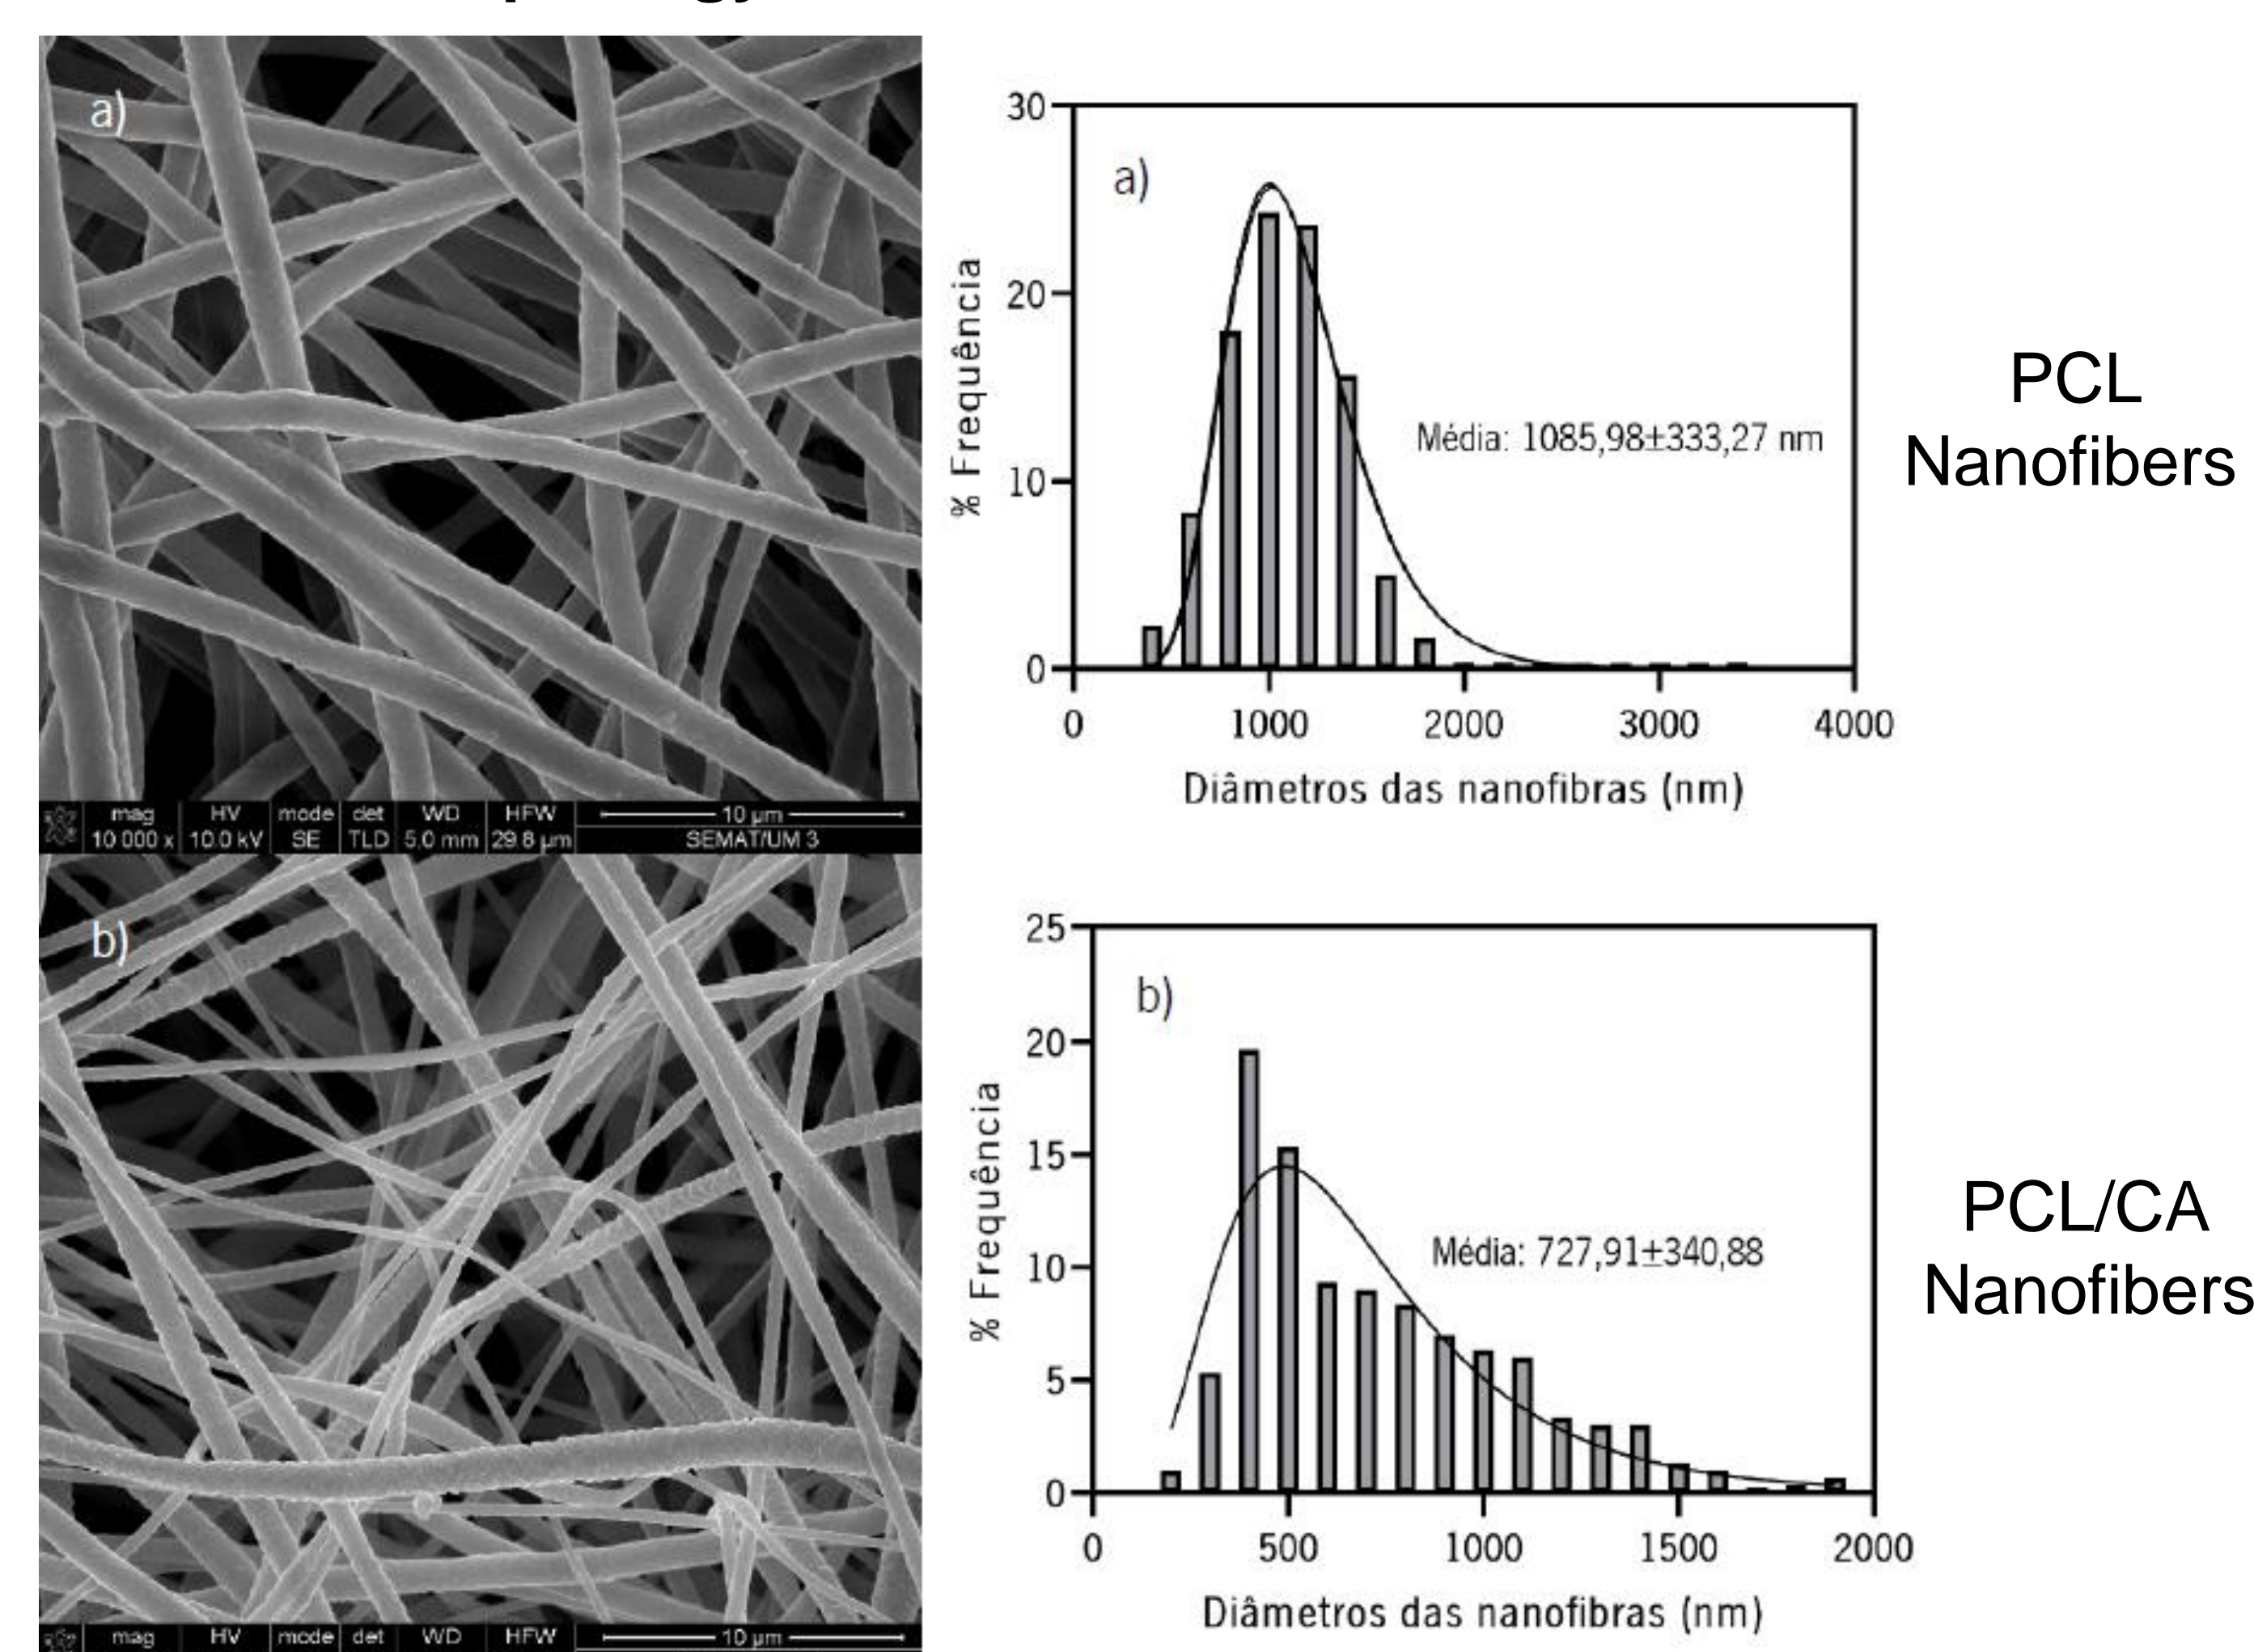 a)
mag HV mode det WD HFW 10 µm
10 000 x 10.0 kV SE TLD 5.0 mm 29.8 µm SEMAT/UM 3
b)
mag HV mode det WD HFW 10 µm
30
20
10
0
% Frequência
a)
Média: 1085,98±333,27 nm
0 1000 2000 3000 4000
Diâmetros das nanofibras (nm)
PCL
Nanofibers
25
20
15
10
5
0
% Frequência
b)
Média: 727,91±340,88
0 500 1000 1500 2000
Diâmetros das nanofibras (nm)
PCL/CA
Nanofibers